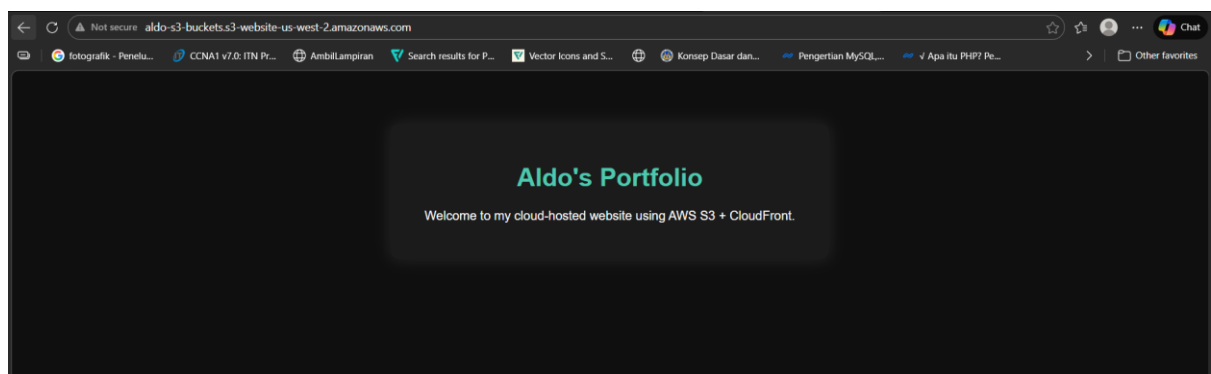 Not secure aldo-s3-buckets.s3-website-us-west-2.amazonaws.com ... Chat
fotografik - Penelu... CCNA1 v7.0: ITN Pr... AmbilLampiran Search results for P... Vector Icons and S... Konsep Dasar dan... Pengertian MySQL,... √ Apa itu PHP? Pe... > Other favorites
Aldo's Portfolio
Welcome to my cloud-hosted website using AWS S3 + CloudFront.